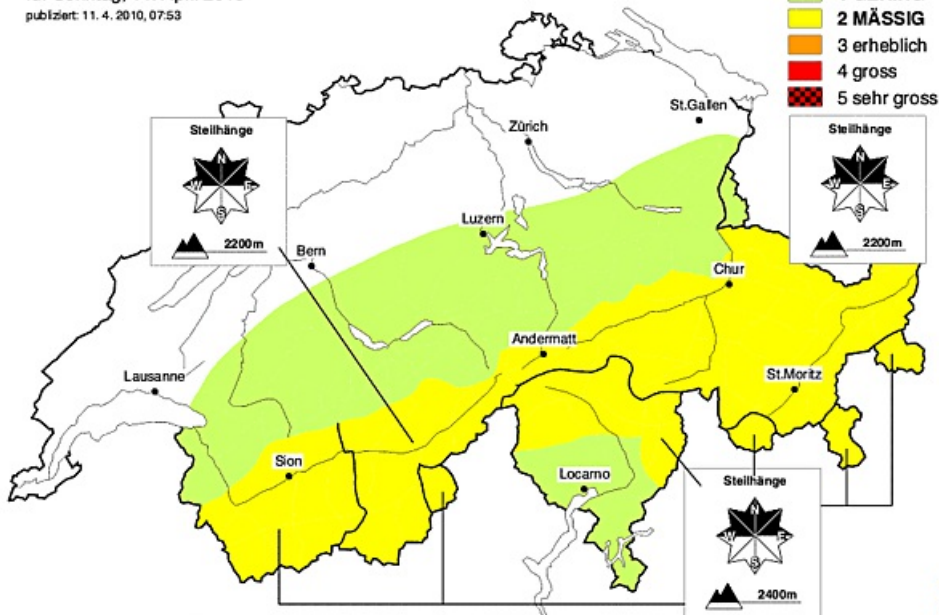 publiziert: 11. 4. 2010, 07:53
2 MÄSSIG
3 erheblich
4 gross
5 sehr gross
St.Gallen
Zürich
Steilhänge
N
W E
S
2200m
Steilhänge
N
W E
S
2200m
Luzern
Bern
Chur
Andermatt
St.Moritz
Lausanne
Sion
Locarno
Steilhänge
N
W E
S
2400m